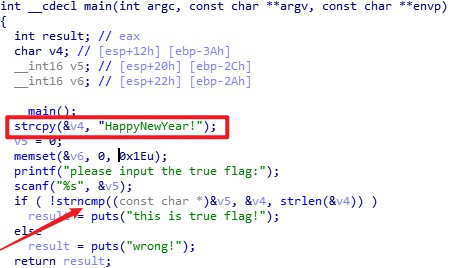 int __cdecl main(int argc, const char **argv, const char **envp)
{
int result; // eax
char v4; // [esp+12h] [ebp-3Ah]
__int16 v5; // [esp+20h] [ebp-2Ch]
__int16 v6; // [esp+22h] [ebp-2Ah]
main();
strcpy(&v4, "HappyNewYear!");
v5 = 0;
memset(&v6, 0, 0x1Eu);
printf("please input the true flag:");
scanf("%s", &v5);
if ( !strncmp((const char *)&v5, &v4, strlen(&v4)) )
result = puts("this is true flag!");
else
result = puts("wrong!");
return result;